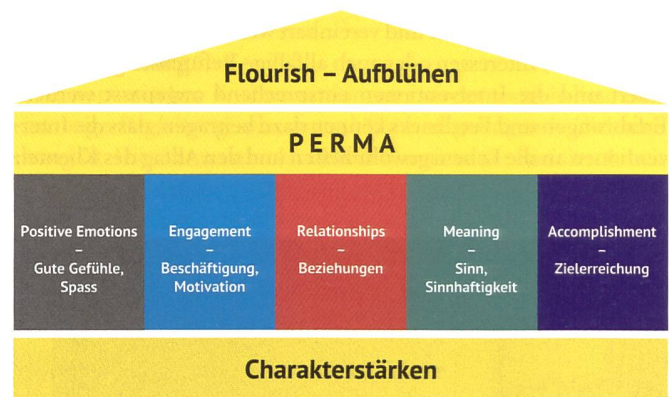 Flourish – Aufblühen
PERMA
Positive Emotions
–
Gute Gefühle,
Spass
Engagement
–
Beschäftigung,
Motivation
Relationships
–
Beziehungen
Meaning
–
Sinn,
Sinnhaftigkeit
Accomplishment
–
Zielerreichung
Charakterstärken